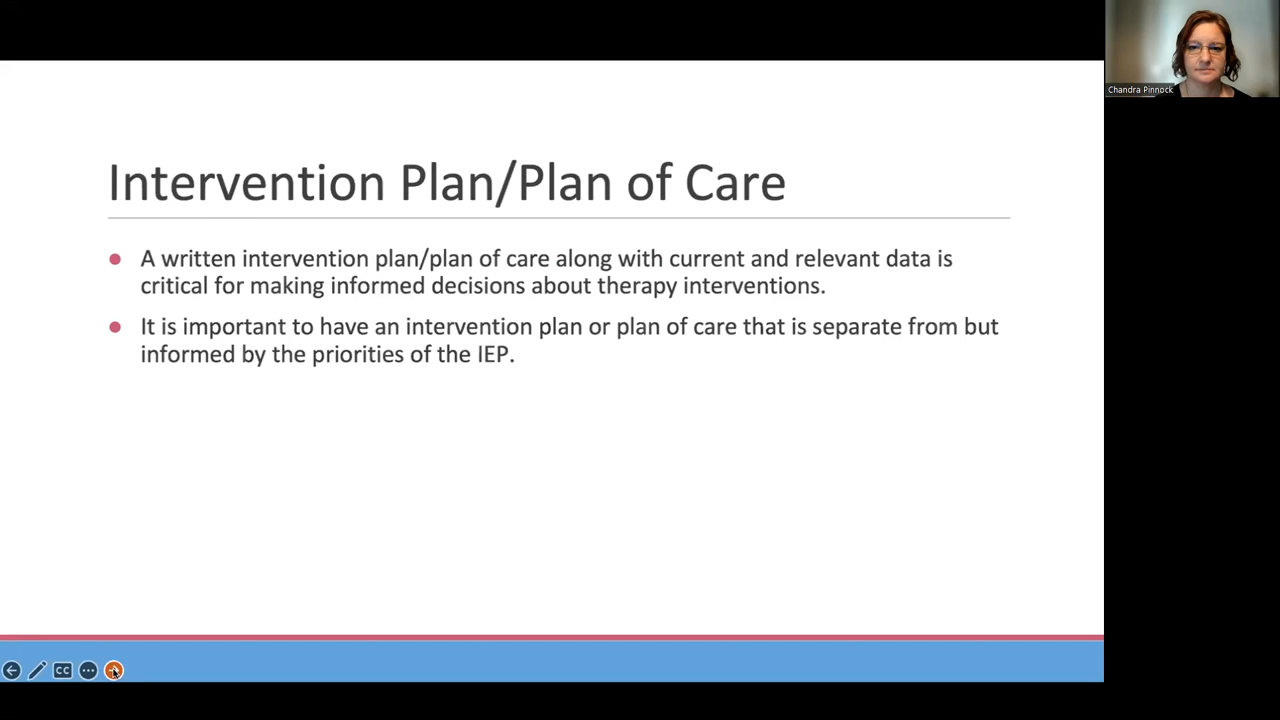 Intervention Plan/Plan of Care
● A written intervention plan/plan of care along with current and relevant data is
critical for making informed decisions about therapy interventions.
● It is important to have an intervention plan or plan of care that is separate from but
informed by the priorities of the IEP.
Chandra Pinnock
CC